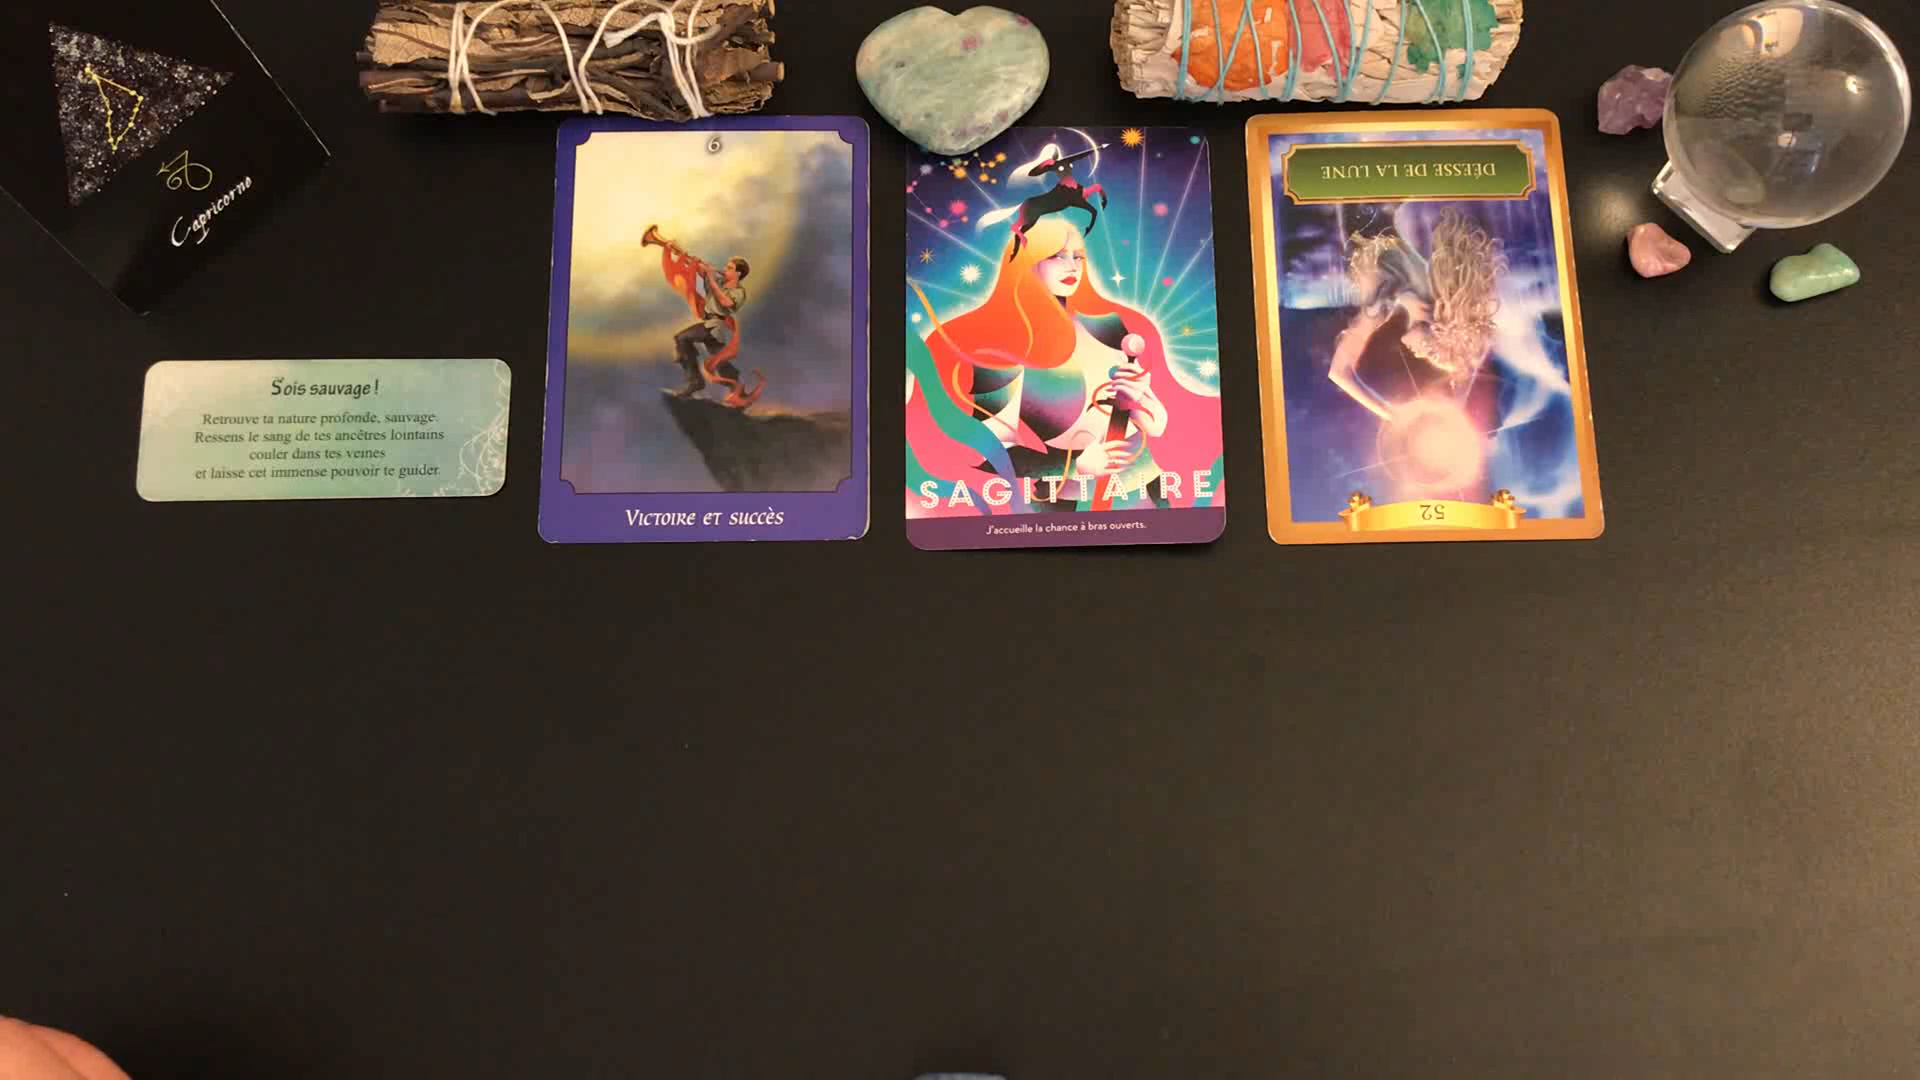 Capricorne
Sois sauvage !
Retrouve ta nature profonde, sauvage.
Ressens le sang de tes ancêtres lointains
couler dans tes veines
et laisse cet immense pouvoir te guider.
6
VICTOIRE ET SUCCÈS
SAGITTAIRE
J'accueille la chance à bras ouverts.
DÉESSE DE LA LUNE
52